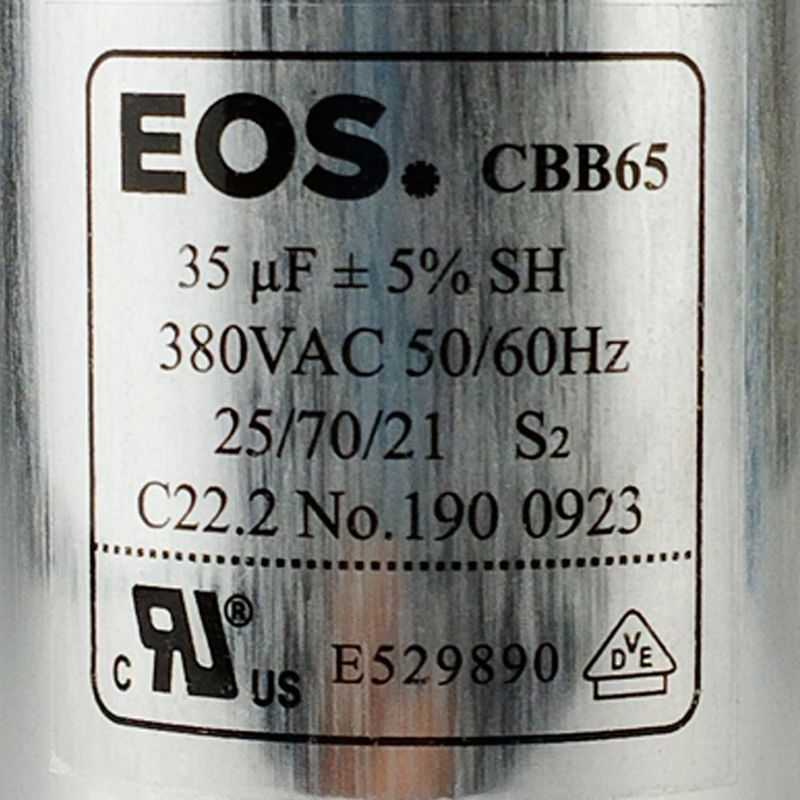 EOS. CBB65
35 μF ± 5% SH
380VAC 50/60Hz
25/70/21 S2
C22.2 No.190 0923
C RU® US E529890 DVE